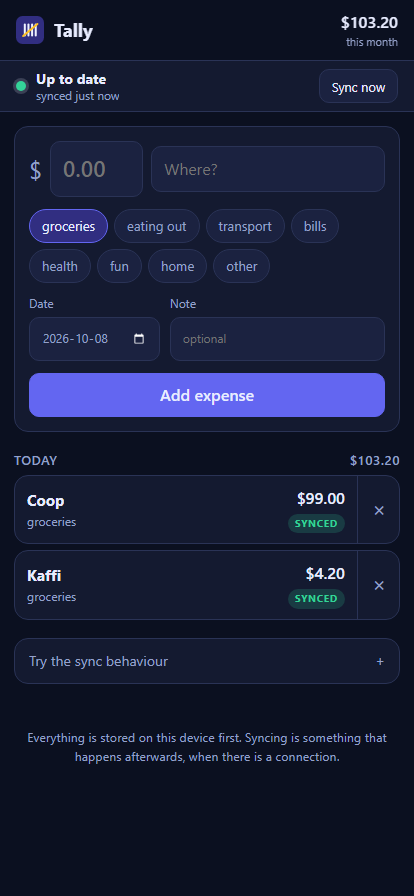 Tally
$103.20
this month
Up to date
synced just now
Sync now
$
0.00
Where?
groceries
eating out
transport
bills
health
fun
home
other
Date
Note
2026-10-08
optional
Add expense
TODAY
$103.20
Coop
$99.00
groceries
SYNCED
×
Kaffi
$4.20
groceries
SYNCED
×
Try the sync behaviour
+
Everything is stored on this device first. Syncing is something that
happens afterwards, when there is a connection.